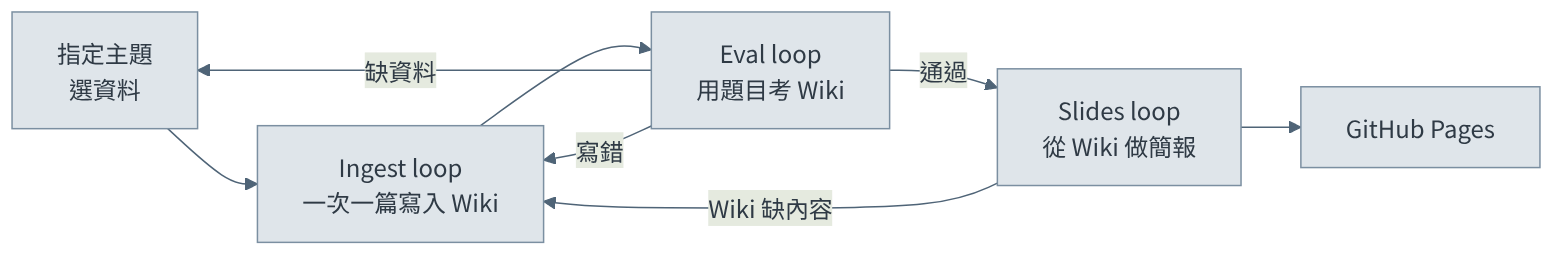 指定主題
選資料
缺資料
Eval loop
用題目考 Wiki
通過
Slides loop
從 Wiki 做簡報
GitHub Pages
Ingest loop
一次一篇寫入 Wiki
寫錯
Wiki 缺內容